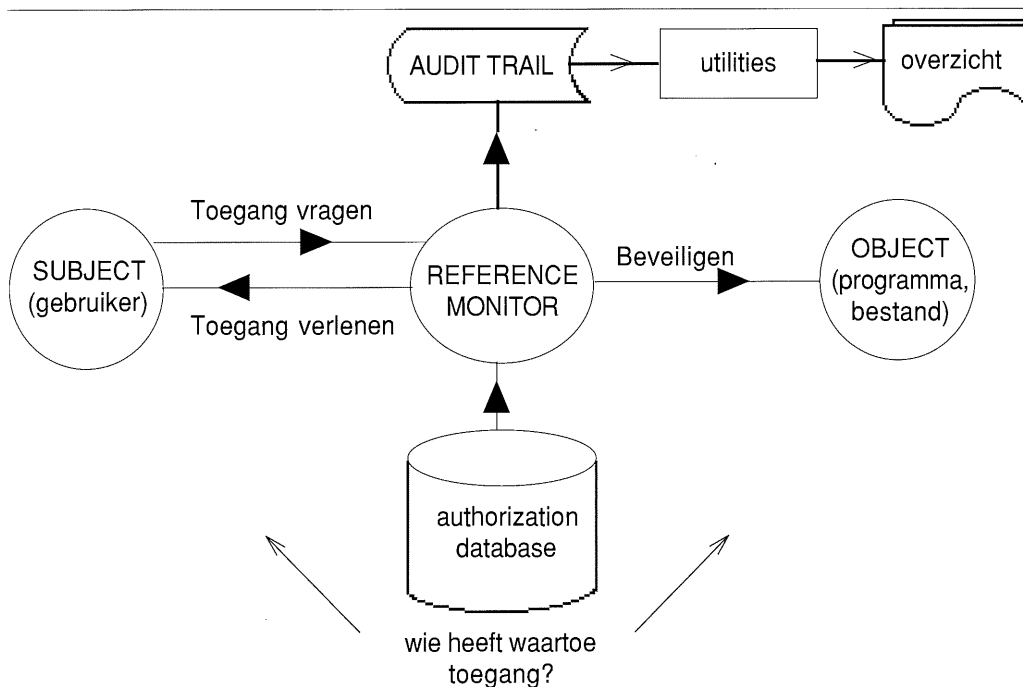 AUDIT TRAIL
utilities
overzicht
Toegang vragen
SUBJECT
(gebruiker)
Toegang verlenen
REFERENCE
MONITOR
Beveiligen
OBJECT
(programma,
bestand)
authorization
database
wie heeft waartoe
toegang?